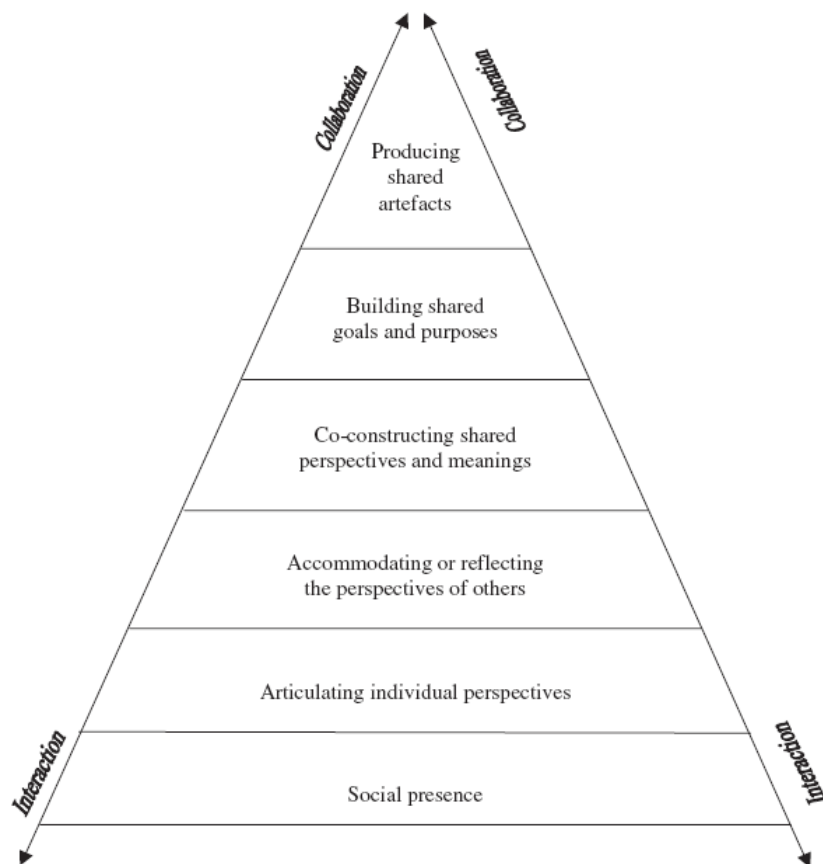 Collaboration
Collaboration
Producing
shared
artefacts
Building shared
goals and purposes
Co-constructing shared
perspectives and meanings
Accommodating or reflecting
the perspectives of others
Articulating individual perspectives
Interaction
Interaction
Social presence